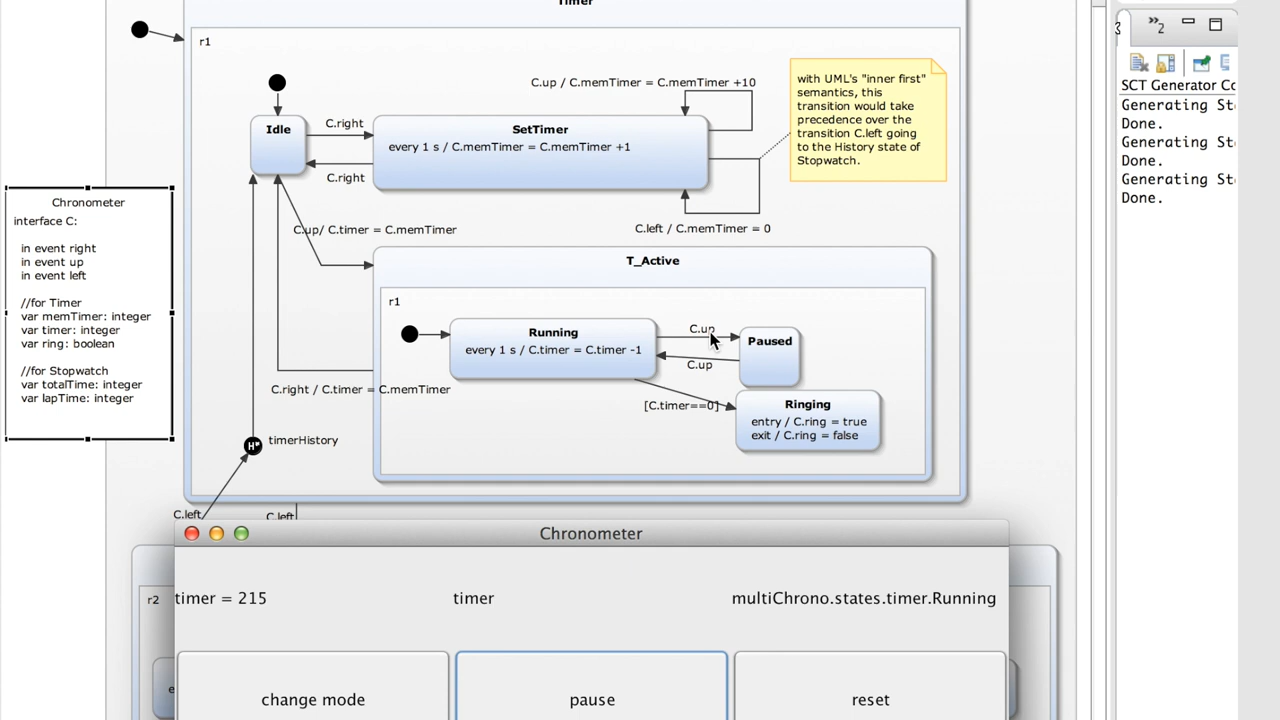 Timer
r1
C.up / C.memTimer = C.memTimer +10
with UML's "inner first"
semantics, this
transition would take
precedence over the
transition C.left going
to the History state of
Stopwatch.
Idle
C.right
SetTimer
every 1 s / C.memTimer = C.memTimer +1
C.right
C.up/ C.timer = C.memTimer
C.left / C.memTimer = 0
Chronometer
interface C:
in event right
in event up
in event left
//for Timer
var memTimer: integer
var timer: integer
var ring: boolean
//for Stopwatch
var totalTime: integer
var lapTime: integer
T_Active
r1
Running
every 1 s / C.timer = C.timer -1
C.up
Paused
C.up
C.right / C.timer = C.memTimer
[C.timer==0]
Ringing
entry / C.ring = true
exit / C.ring = false
H*
timerHistory
C.left
C.left
r2
e
Chronometer
timer = 215
timer
multiChrono.states.timer.Running
change mode
pause
reset
»2
SCT Generator Co
Generating St
Done.
Generating St
Done.
Generating St
Done.